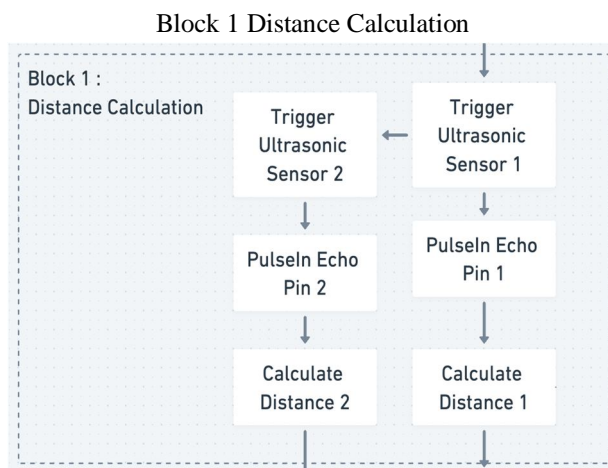 Block 1 Distance Calculation
Block 1 :
Distance Calculation
Trigger
Ultrasonic
Sensor 2
Trigger
Ultrasonic
Sensor 1
PulseIn Echo
Pin 2
PulseIn Echo
Pin 1
Calculate
Distance 2
Calculate
Distance 1